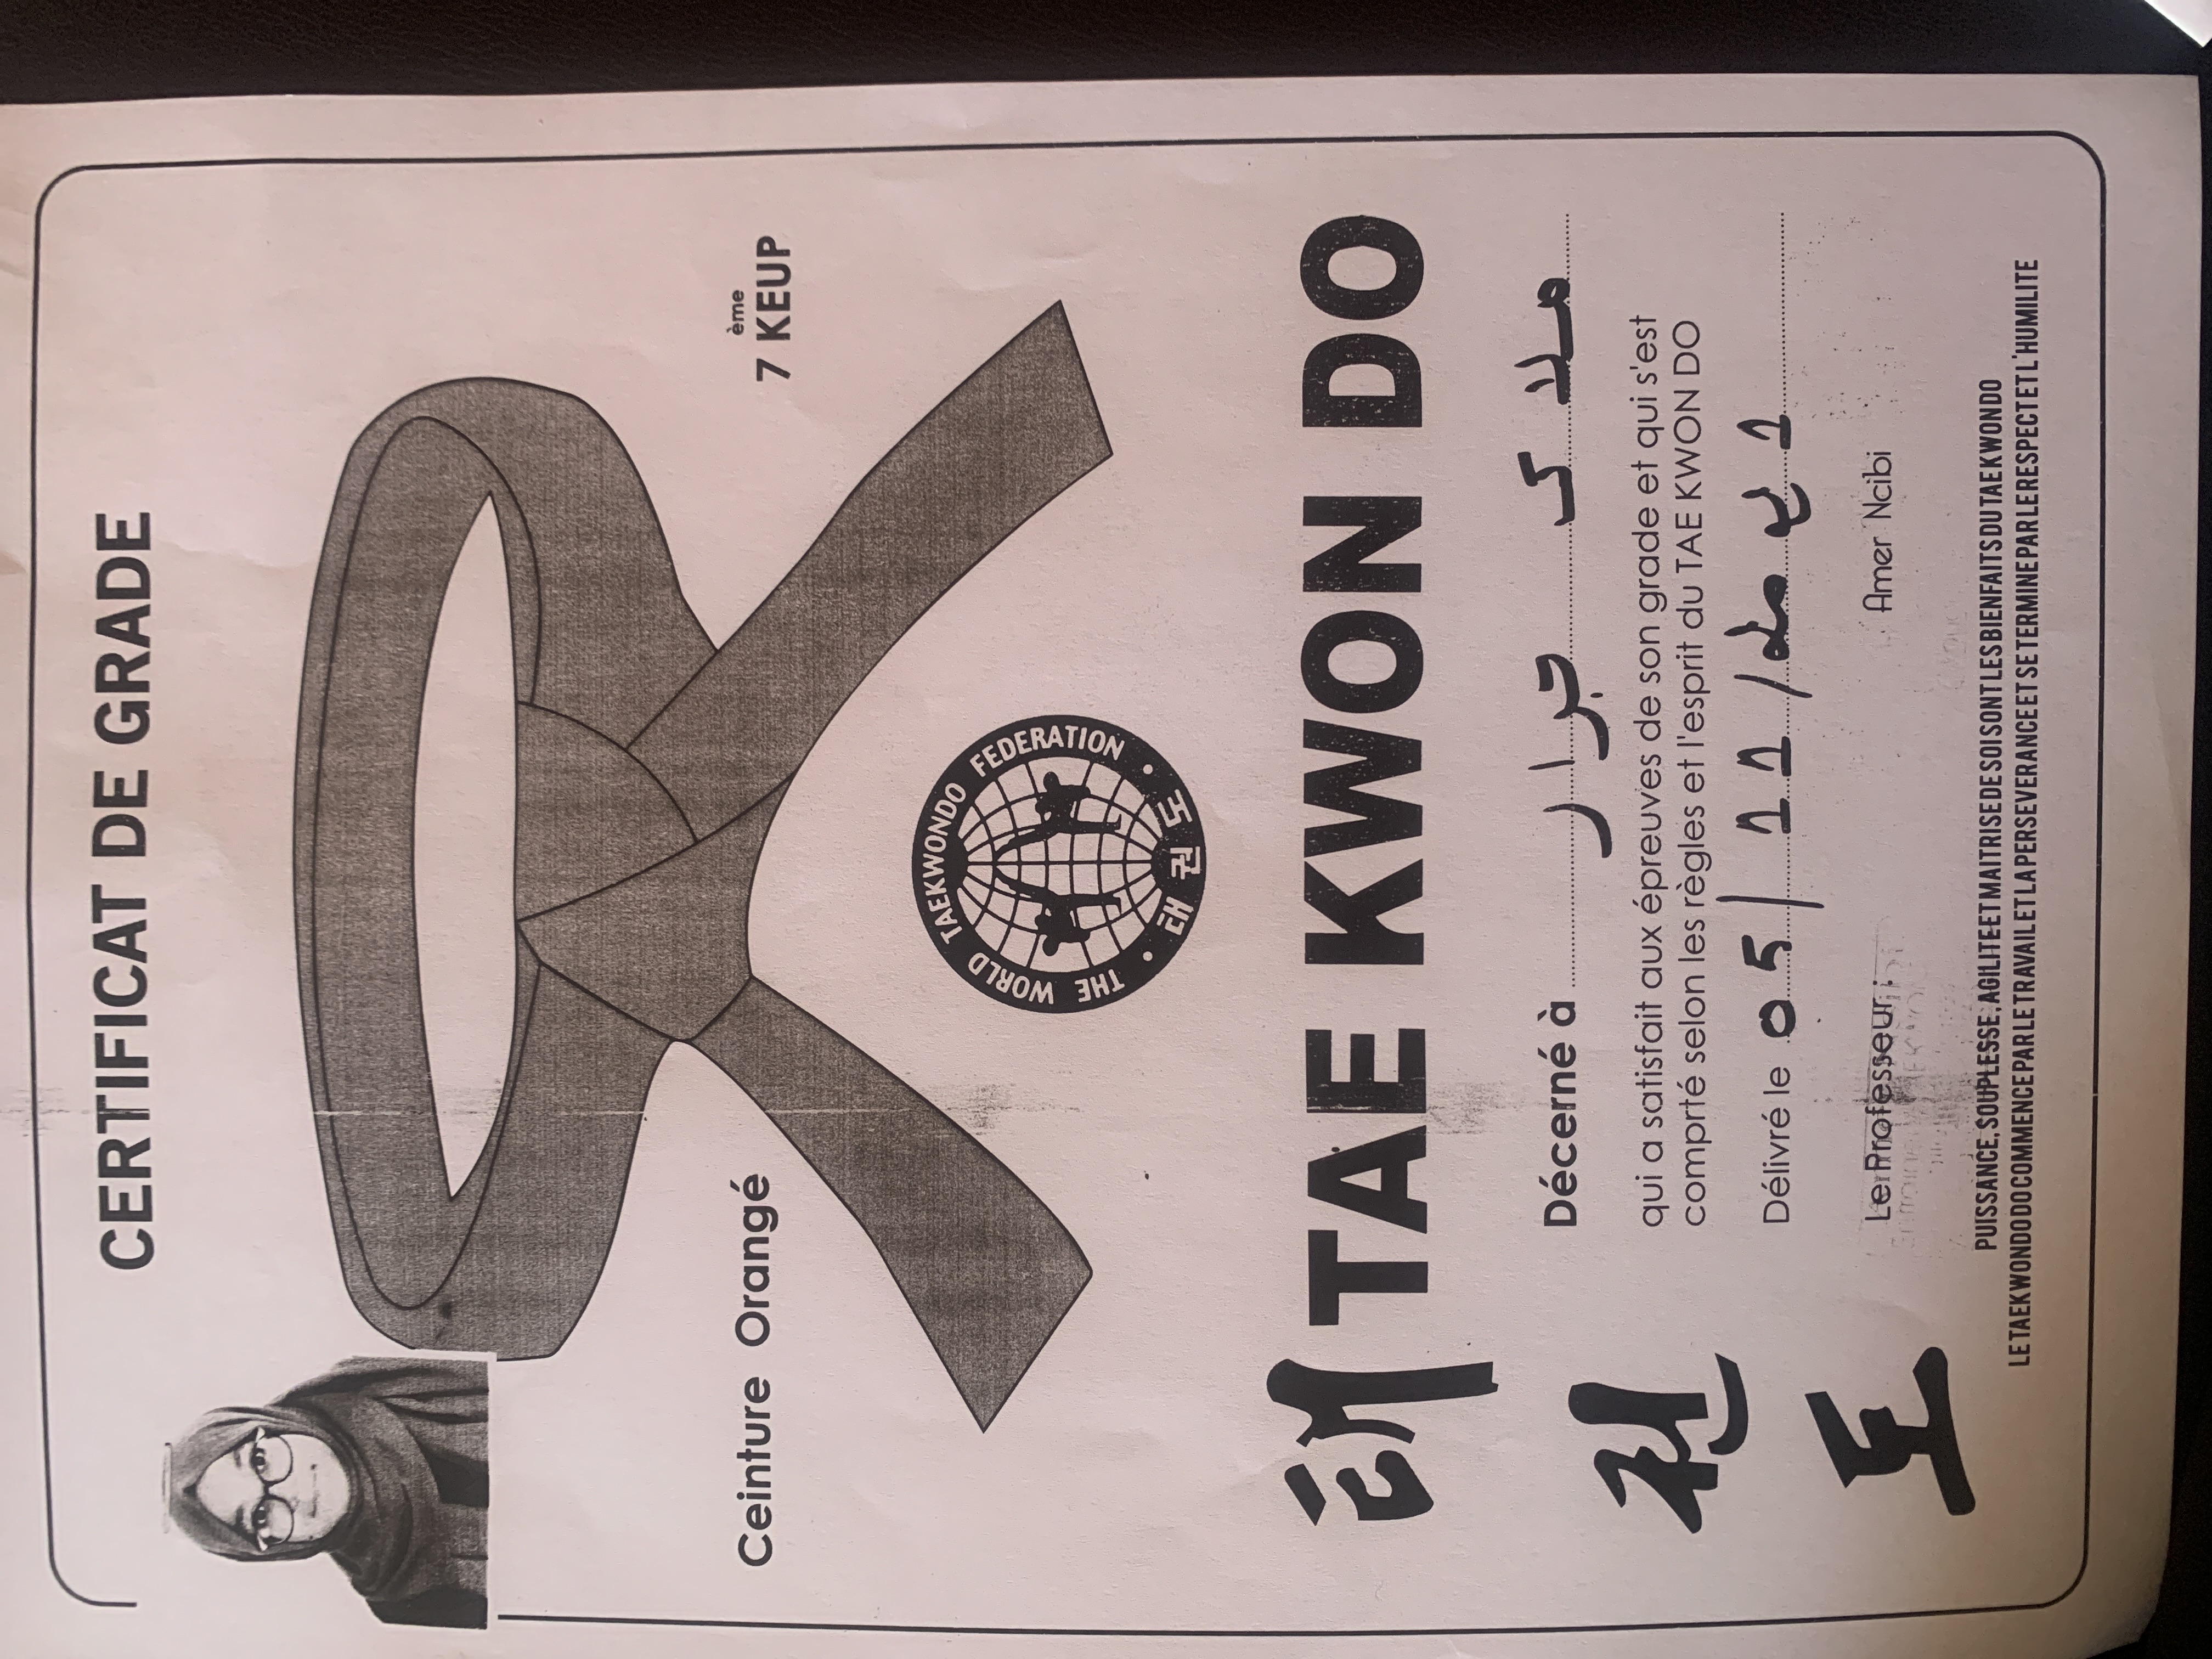 CERTIFICAT DE GRADE
Ceinture Orangé
7 ème KEUP
THE WORLD TAEKWONDO FEDERATION
태 권 도
태 권 도
TAE KWON DO
Décerné à ملاك جرار
qui a satisfait aux épreuves de son grade et qui s'est
comprté selon les règles et l'esprit du TAE KWON DO
Délivré le 05/11/
Le Professeur : Amer Ncibi
PUISSANCE, SOUPLESSE, AGILITE ET MAITRISE DE SOI SONT LES BIENFAITS DU TAEKWONDO
LE TAEKWONDO DO COMMENCE PAR LE TRAVAIL ET LA PERSEVERANCE ET SE TERMINE PAR LE RESPECT ET L'HUMILITE